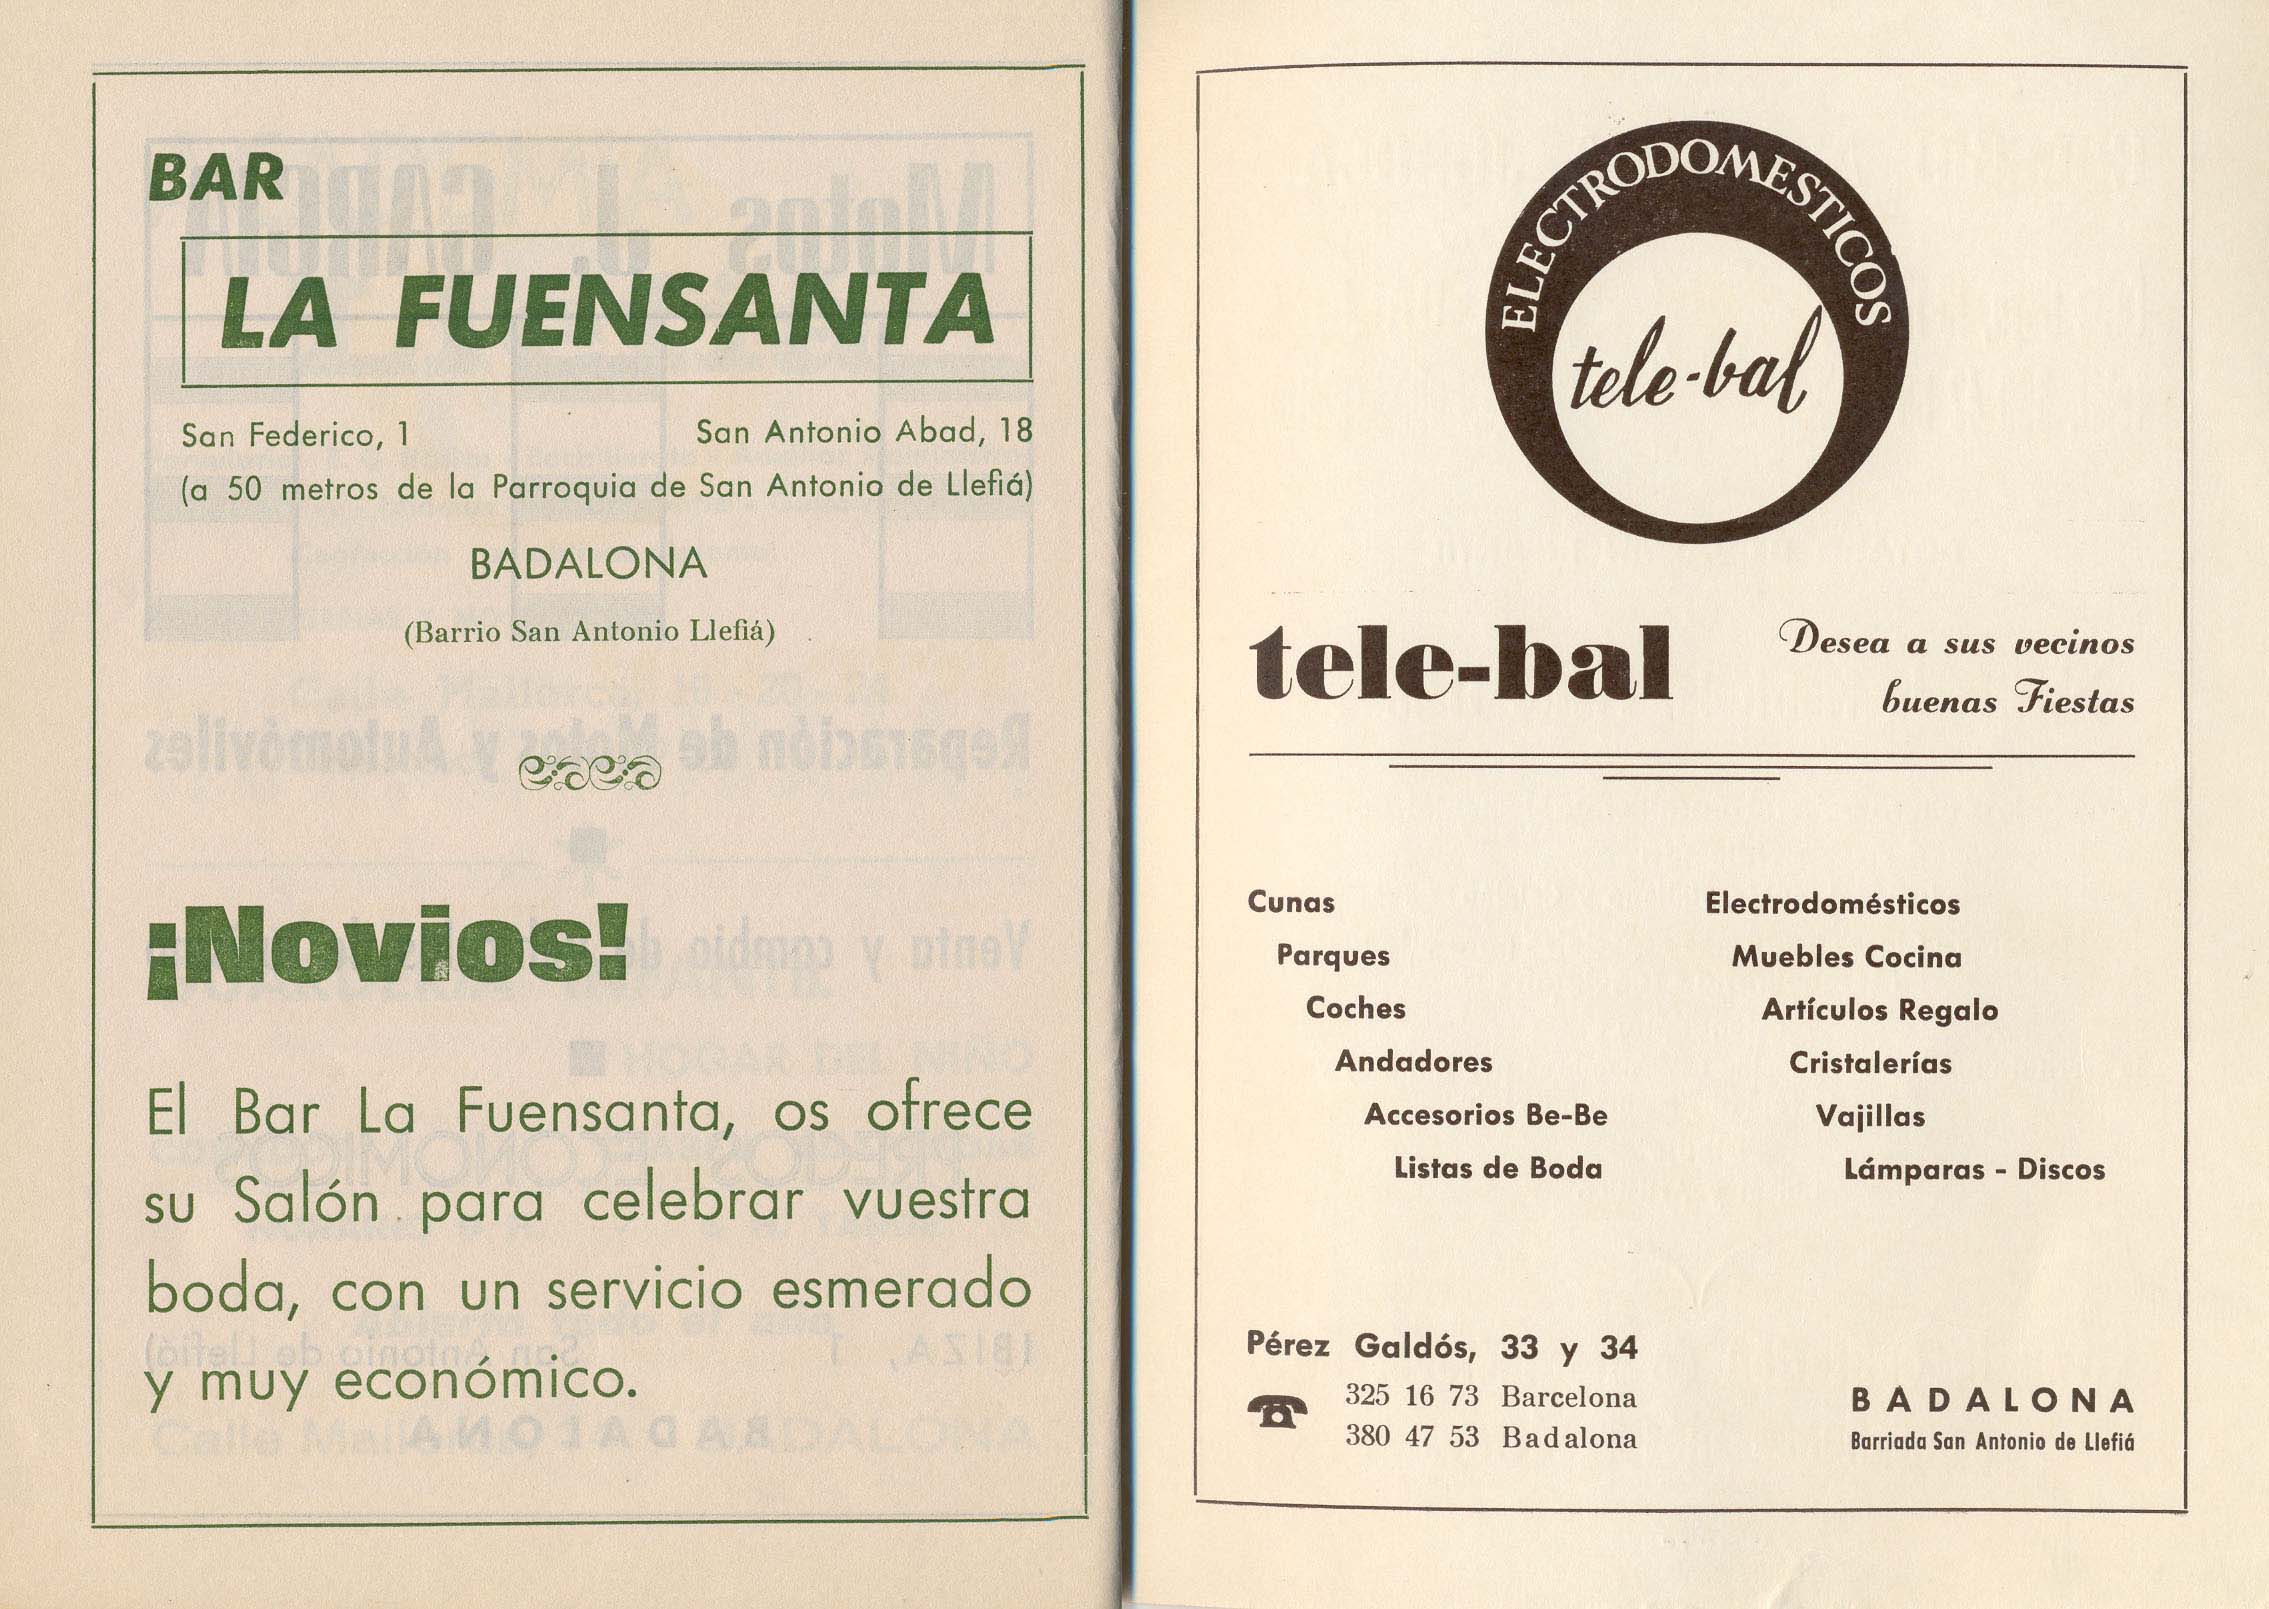 BAR
LA FUENSANTA
San Federico, 1 San Antonio Abad, 18
(a 50 metros de la Parroquia de San Antonio de Llefiá)
BADALONA
(Barrio San Antonio Llefiá)
¡Novios!
El Bar La Fuensanta, os ofrece
su Salón para celebrar vuestra
boda, con un servicio esmerado
y muy económico.
ELECTRODOMESTICOS
tele-bal
tele-bal
Desea a sus vecinos
buenas Fiestas
Cunas
Parques
Coches
Andadores
Accesorios Be-Be
Listas de Boda
Electrodomésticos
Muebles Cocina
Artículos Regalo
Cristalerías
Vajillas
Lámparas - Discos
Pérez Galdós, 33 y 34
325 16 73 Barcelona
380 47 53 Badalona
BADALONA
Barriada San Antonio de Llefiá